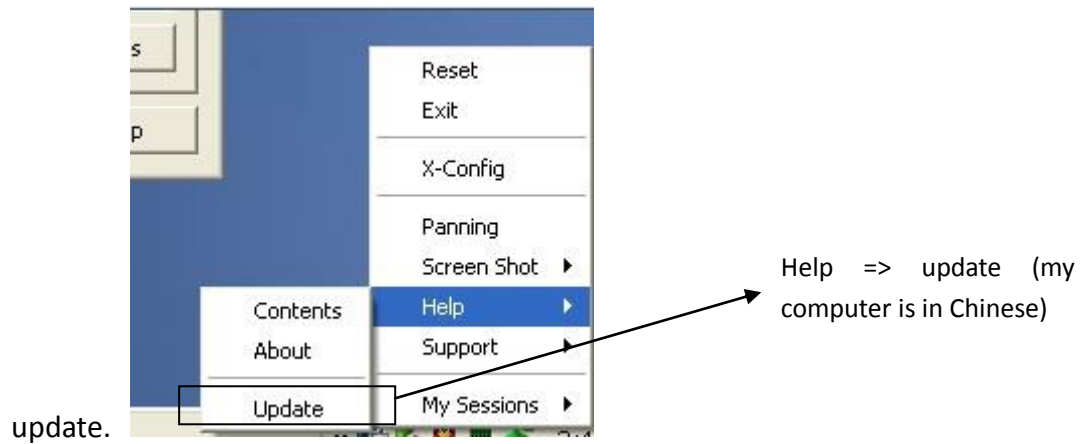 s
p
Reset
Exit
X-Config
Panning
Screen Shot
Help
Support
My Sessions
Contents
About
Update
Help => update (my
computer is in Chinese)
update.